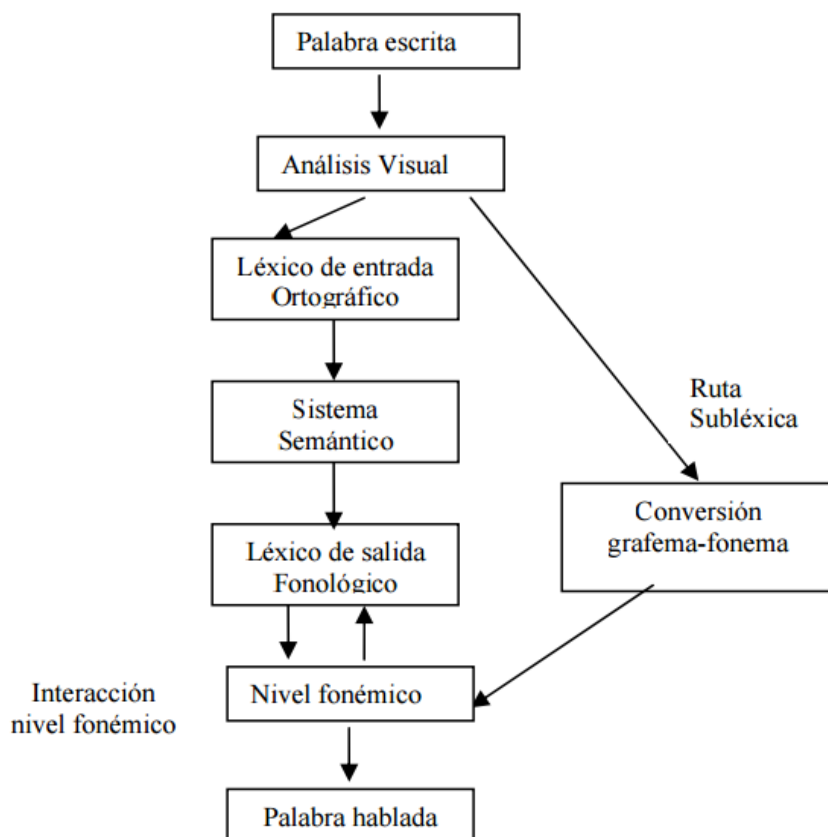 Palabra escrita
Análisis Visual
Léxico de entrada
Ortográfico
Sistema
Semántico
Ruta
Subléxica
Conversión
grafema-fonema
Léxico de salida
Fonológico
Interacción
nivel fonémico
Nivel fonémico
Palabra hablada